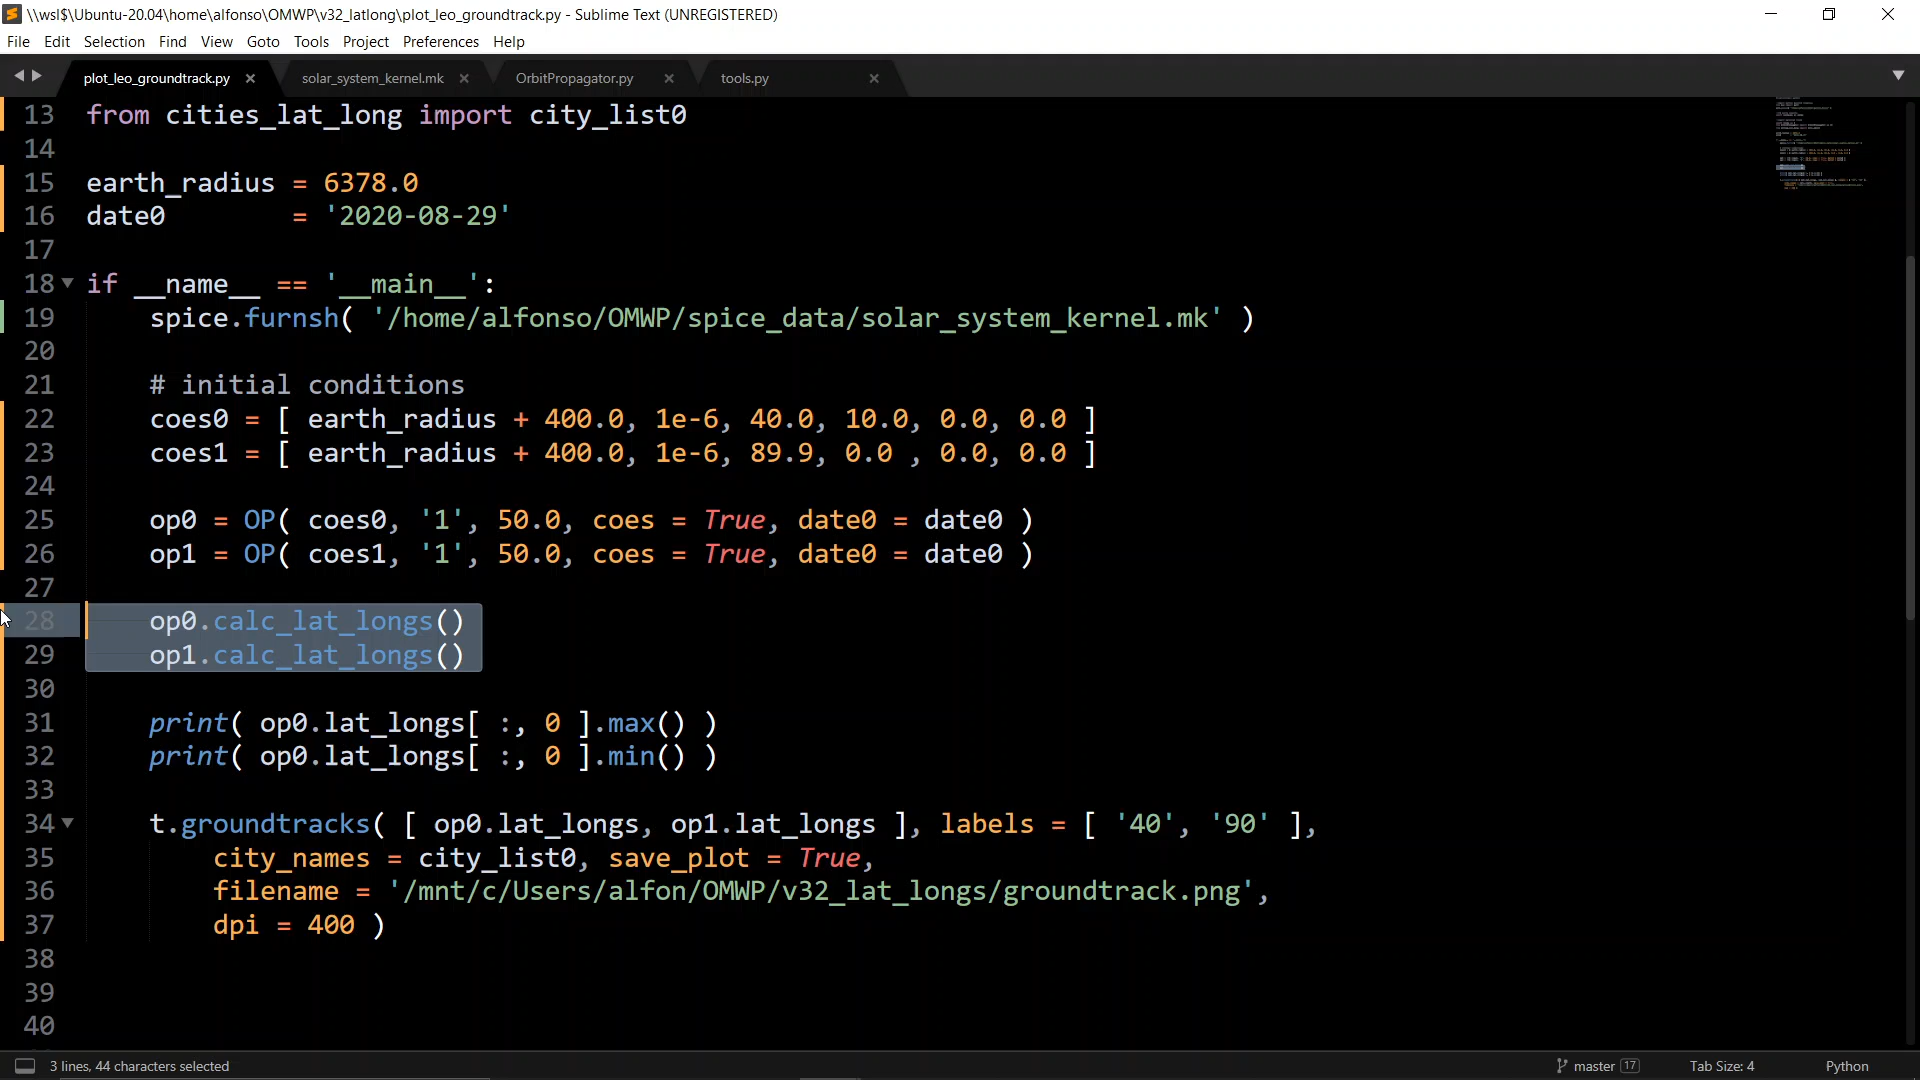 \\wsl$\Ubuntu-20.04\home\alfonso\OMWP\v32_latlong\plot_leo_groundtrack.py - Sublime Text (UNREGISTERED)
File Edit Selection Find View Goto Tools Project Preferences Help
plot_leo_groundtrack.py solar_system_kernel.mk OrbitPropagator.py tools.py
13 from cities_lat_long import city_list0
14
15 earth_radius = 6378.0
16 date0 = '2020-08-29'
17
18 if __name__ == '__main__':
19 spice.furnsh( '/home/alfonso/OMWP/spice_data/solar_system_kernel.mk' )
20
21 # initial conditions
22 coes0 = [ earth_radius + 400.0, 1e-6, 40.0, 10.0, 0.0, 0.0 ]
23 coes1 = [ earth_radius + 400.0, 1e-6, 89.9, 0.0 , 0.0, 0.0 ]
24
25 op0 = OP( coes0, '1', 50.0, coes = True, date0 = date0 )
26 op1 = OP( coes1, '1', 50.0, coes = True, date0 = date0 )
27
28 op0.calc_lat_longs()
29 op1.calc_lat_longs()
30
31 print( op0.lat_longs[ :, 0 ].max() )
32 print( op0.lat_longs[ :, 0 ].min() )
33
34 t.groundtracks( [ op0.lat_longs, op1.lat_longs ], labels = [ '40', '90' ],
35 city_names = city_list0, save_plot = True,
36 filename = '/mnt/c/Users/alfon/OMWP/v32_lat_longs/groundtrack.png',
37 dpi = 400 )
38
39
40
3 lines, 44 characters selected master 17 Tab Size: 4 Python